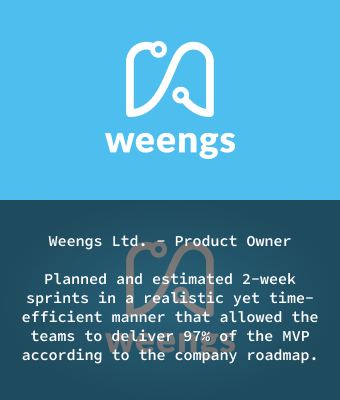 weengs
Weengs Ltd. - Product Owner
Planned and estimated 2-week
sprints in a realistic yet time-
efficient manner that allowed the
teams to deliver 97% of the MVP
according to the company roadmap.
weengs